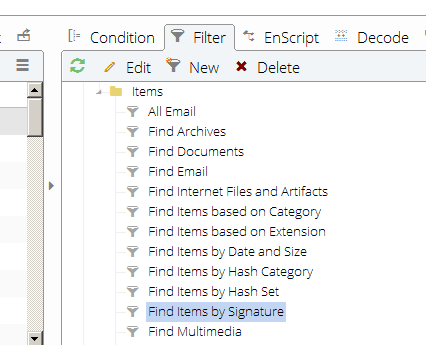 Condition Filter EnScript Decode
Edit New Delete
Items
All Email
Find Archives
Find Documents
Find Email
Find Internet Files and Artifacts
Find Items based on Category
Find Items based on Extension
Find Items by Date and Size
Find Items by Hash Category
Find Items by Hash Set
Find Items by Signature
Find Multimedia